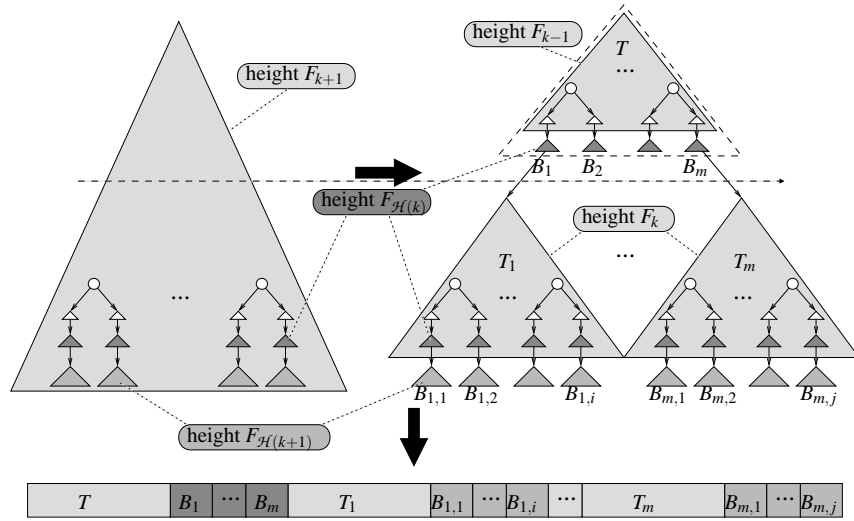 height F_{k+1}
...
height F_{\mathcal{H}(k)}
height F_{\mathcal{H}(k+1)}
height F_{k-1}
T
...
B_1 B_2 B_m
height F_k
...
T_1 T_m
... ...
B_{1,1} B_{1,2} B_{1,i} B_{m,1} B_{m,2} B_{m,j}
T B_1 ... B_m T_1 B_{1,1} ... B_{1,i} ... T_m B_{m,1} ... B_{m,j}